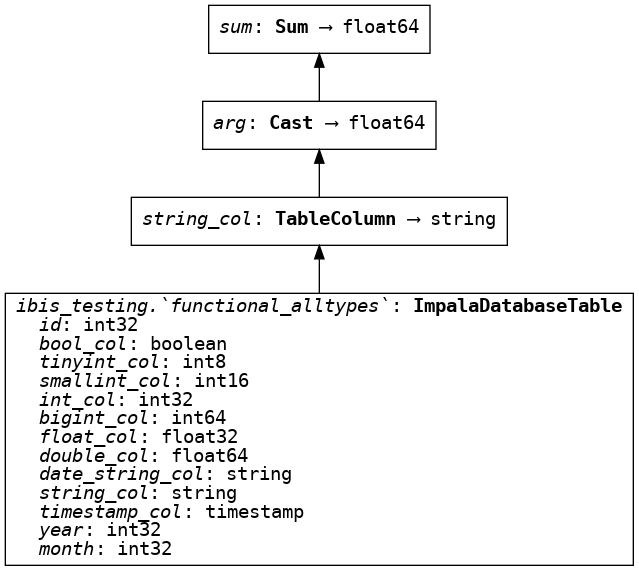 sum: Sum → float64
arg: Cast → float64
string_col: TableColumn → string
ibis_testing.`functional_alltypes`: ImpalaDatabaseTable
id: int32
bool_col: boolean
tinyint_col: int8
smallint_col: int16
int_col: int32
bigint_col: int64
float_col: float32
double_col: float64
date_string_col: string
string_col: string
timestamp_col: timestamp
year: int32
month: int32